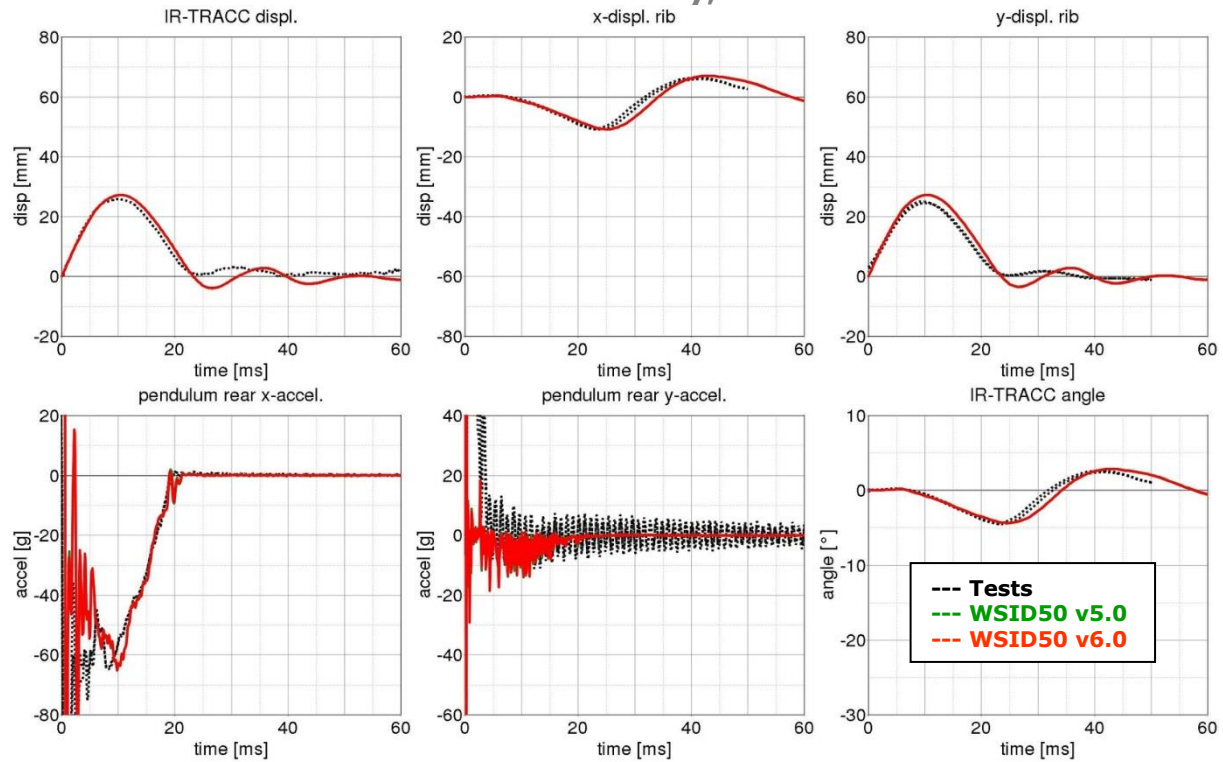 IR-TRACC displ.
80
60
40
20
0
-20
disp [mm]
0 20 40 60
time [ms]
x-displ. rib
20
0
-20
-40
-60
-80
disp [mm]
0 20 40 60
time [ms]
y-displ. rib
20
80
60
40
20
0
-20
disp [mm]
0 20 40 60
time [ms]
pendulum rear x-accel.
20
0
-20
-40
-60
-80
accel [g]
0 20 40 60
time [ms]
pendulum rear y-accel.
40
20
0
-20
-40
-60
accel [g]
0 20 40 60
time [ms]
IR-TRACC angle
10
0
-10
-20
-30
angle [°]
0 20 40 60
time [ms]
--- Tests
--- WSID50 v5.0
--- WSID50 v6.0